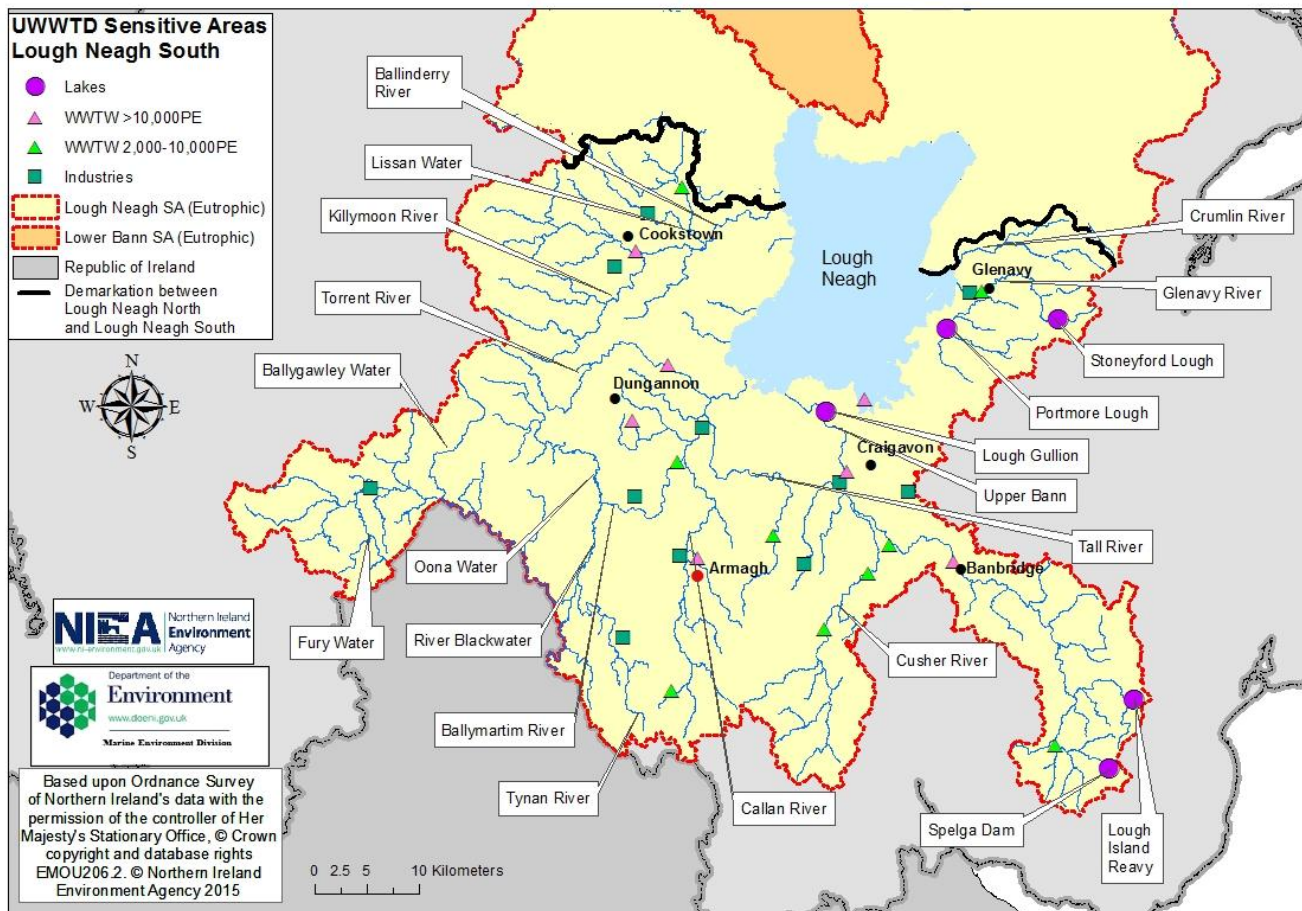 UWWTD Sensitive Areas
Lough Neagh South
Lakes
WWTW >10,000PE
WWTW 2,000-10,000PE
Industries
Lough Neagh SA (Eutrophic)
Lower Bann SA (Eutrophic)
Republic of Ireland
Demarkation between
Lough Neagh North
and Lough Neagh South
N
W
E
S
Ballinderry
River
Lissan Water
Killymoon River
Torrent River
Ballygawley Water
Cookstown
Lough
Neagh
Crumlin River
Glenavy
Glenavy River
Stoneyford Lough
Portmore Lough
Dungannon
Craigavon
Lough Gullion
Upper Bann
Tall River
Oona Water
Armagh
Banbridge
Fury Water
River Blackwater
Cusher River
Ballymartim River
Tynan River
Callan River
Spelga Dam
Lough
Island
Reavy
NIEA
Northern Ireland
Environment
Agency
www.ni-environment.gov.uk
Department of the
Environment
www.doeni.gov.uk
Marine Environment Division
Based upon Ordnance Survey
of Northern Ireland's data with the
permission of the controller of Her
Majesty's Stationary Office, © Crown
copyright and database rights
EMOU206.2. © Northern Ireland
Environment Agency 2015
0 2.5 5 10 Kilometers